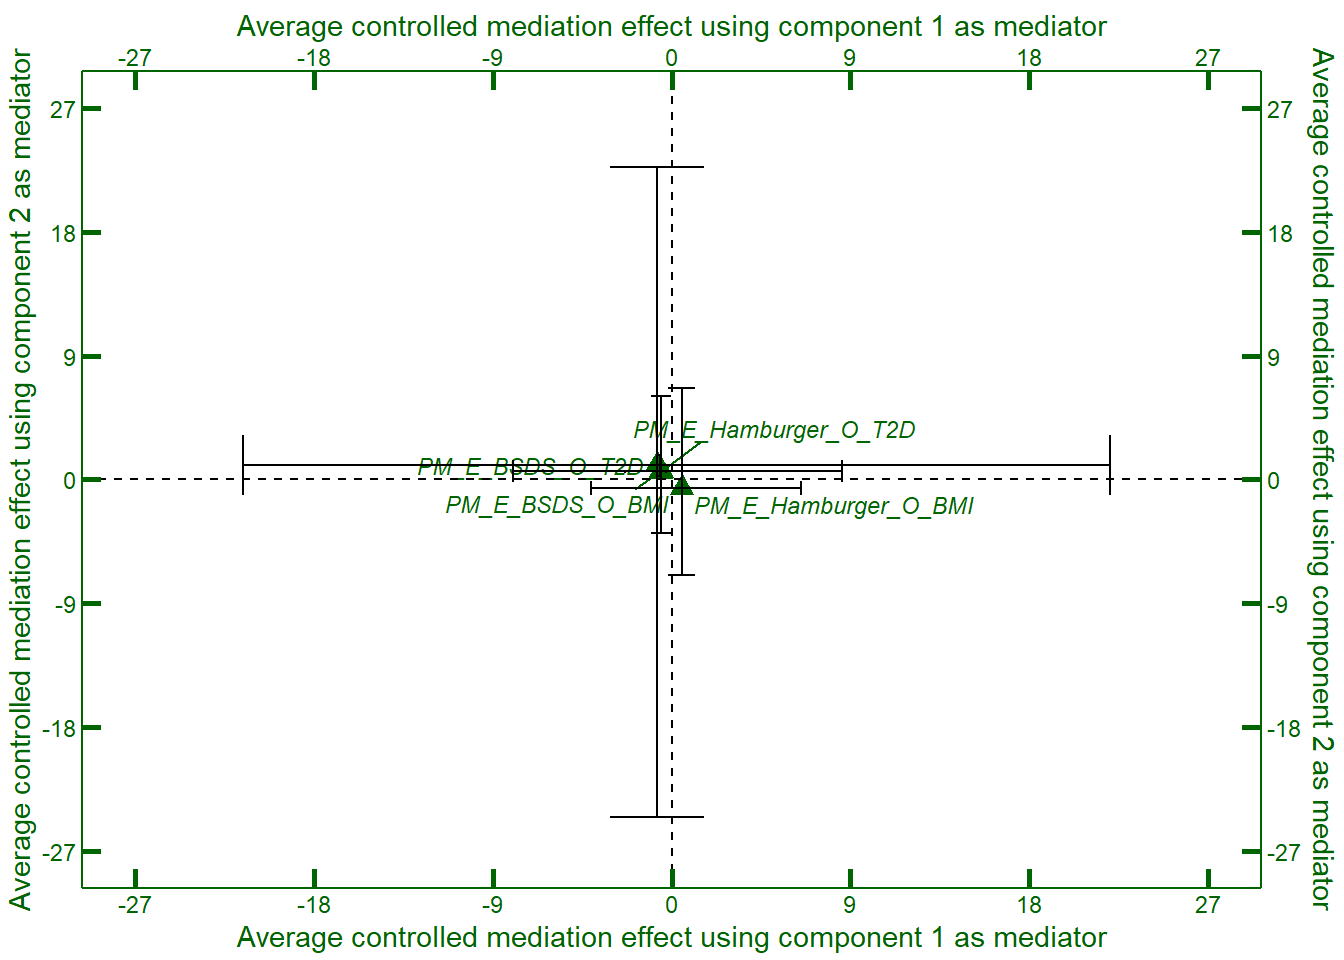 Average controlled mediation effect using component 1 as mediator
-27 -18 -9 0 9 18 27
Average controlled mediation effect using component 2 as mediator
27
18
9
0
-9
-18
-27
PM_E_Hamburger_O_T2D
PM_E_BSDS_O_T2D
PM_E_BSDS_O_BMI
PM_E_Hamburger_O_BMI
27
18
9
0
-9
-18
-27
Average controlled mediation effect using component 2 as mediator
-27 -18 -9 0 9 18 27
Average controlled mediation effect using component 1 as mediator